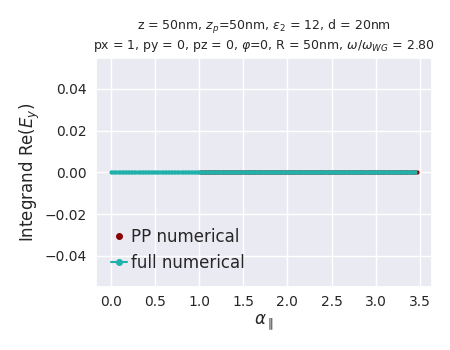 z = 50nm, z_p=50nm, ε₂ = 12, d = 20nm
px = 1, py = 0, pz = 0, φ=0, R = 50nm, ω/ω_WG = 2.80
Integrand Re(E_y)
0.04
0.02
0.00
−0.02
−0.04
PP numerical
full numerical
0.0 0.5 1.0 1.5 2.0 2.5 3.0 3.5
α_∥